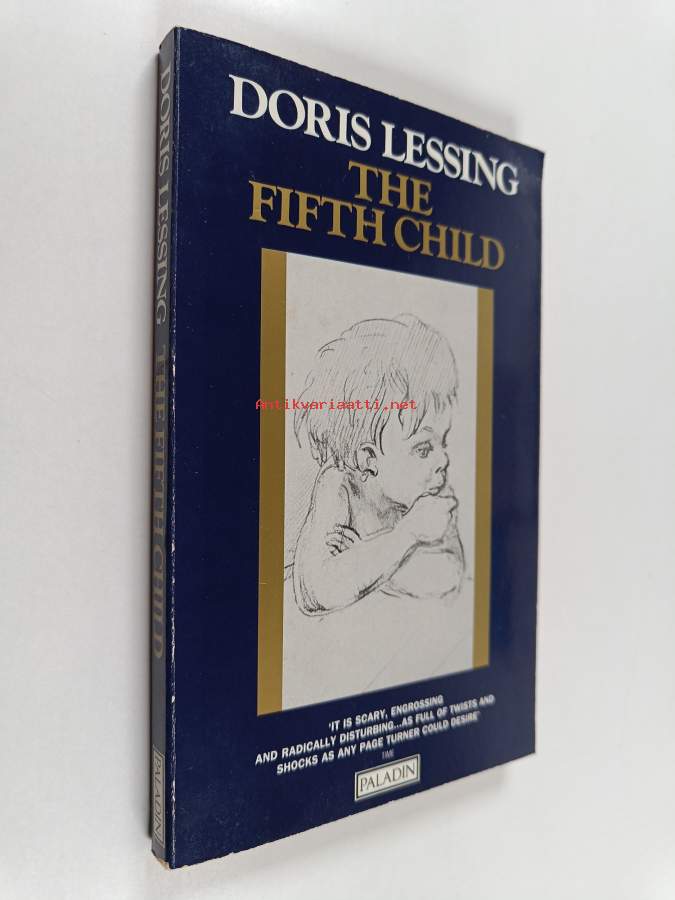 DORIS LESSING
THE
FIFTH CHILD
Antikvariaatti.net
'IT IS SCARY, ENGROSSING
AND RADICALLY DISTURBING...AS FULL OF TWISTS AND
SHOCKS AS ANY PAGE TURNER COULD DESIRE'
TIME
PALADIN
DORIS LESSING THE FIFTH CHILD
PALADIN